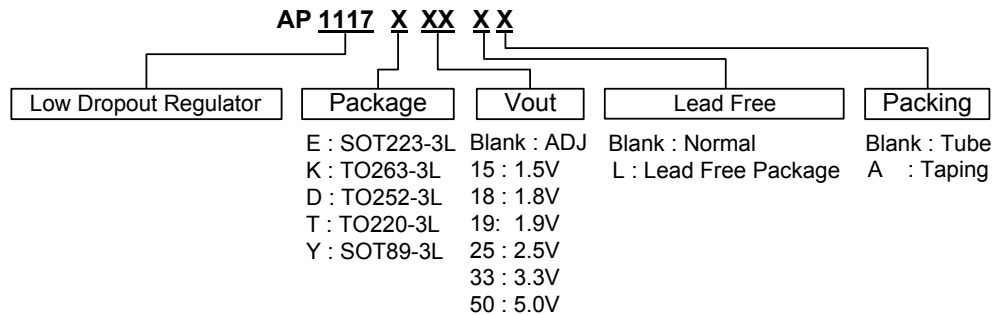 AP 1117 X XX X X
Low Dropout Regulator
Package
Vout
Lead Free
Packing
E : SOT223-3L
K : TO263-3L
D : TO252-3L
T : TO220-3L
Y : SOT89-3L
Blank : ADJ
15 : 1.5V
18 : 1.8V
19: 1.9V
25 : 2.5V
33 : 3.3V
50 : 5.0V
Blank : Normal
L : Lead Free Package
Blank : Tube
A : Taping